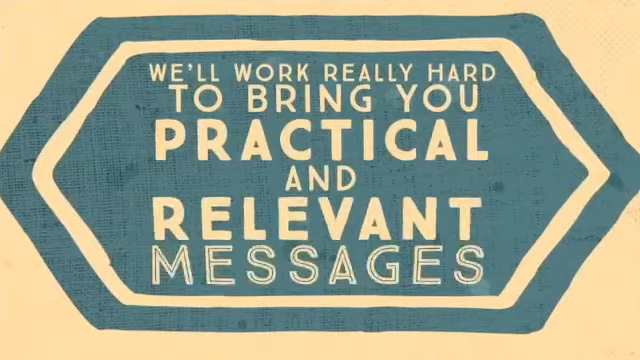 WE'LL WORK REALLY HARD
TO BRING YOU
PRACTICAL
AND
RELEVANT
MESSAGES